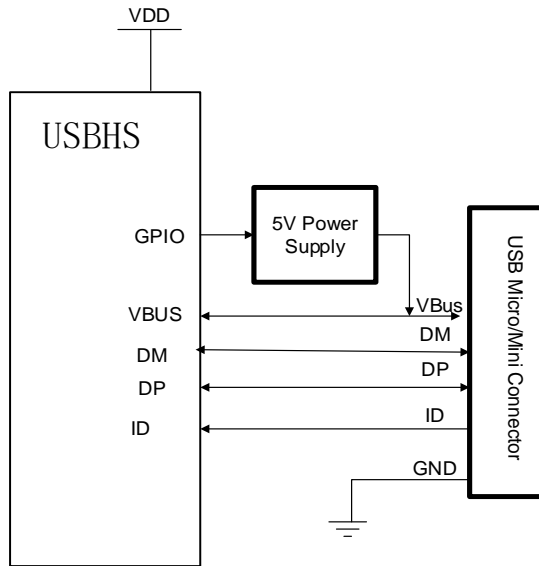 VDD
USBHS
GPIO
5V Power
Supply
VBUS
VBus
DM
DM
DP
DP
ID
ID
GND
USB Micro/Mini Connector